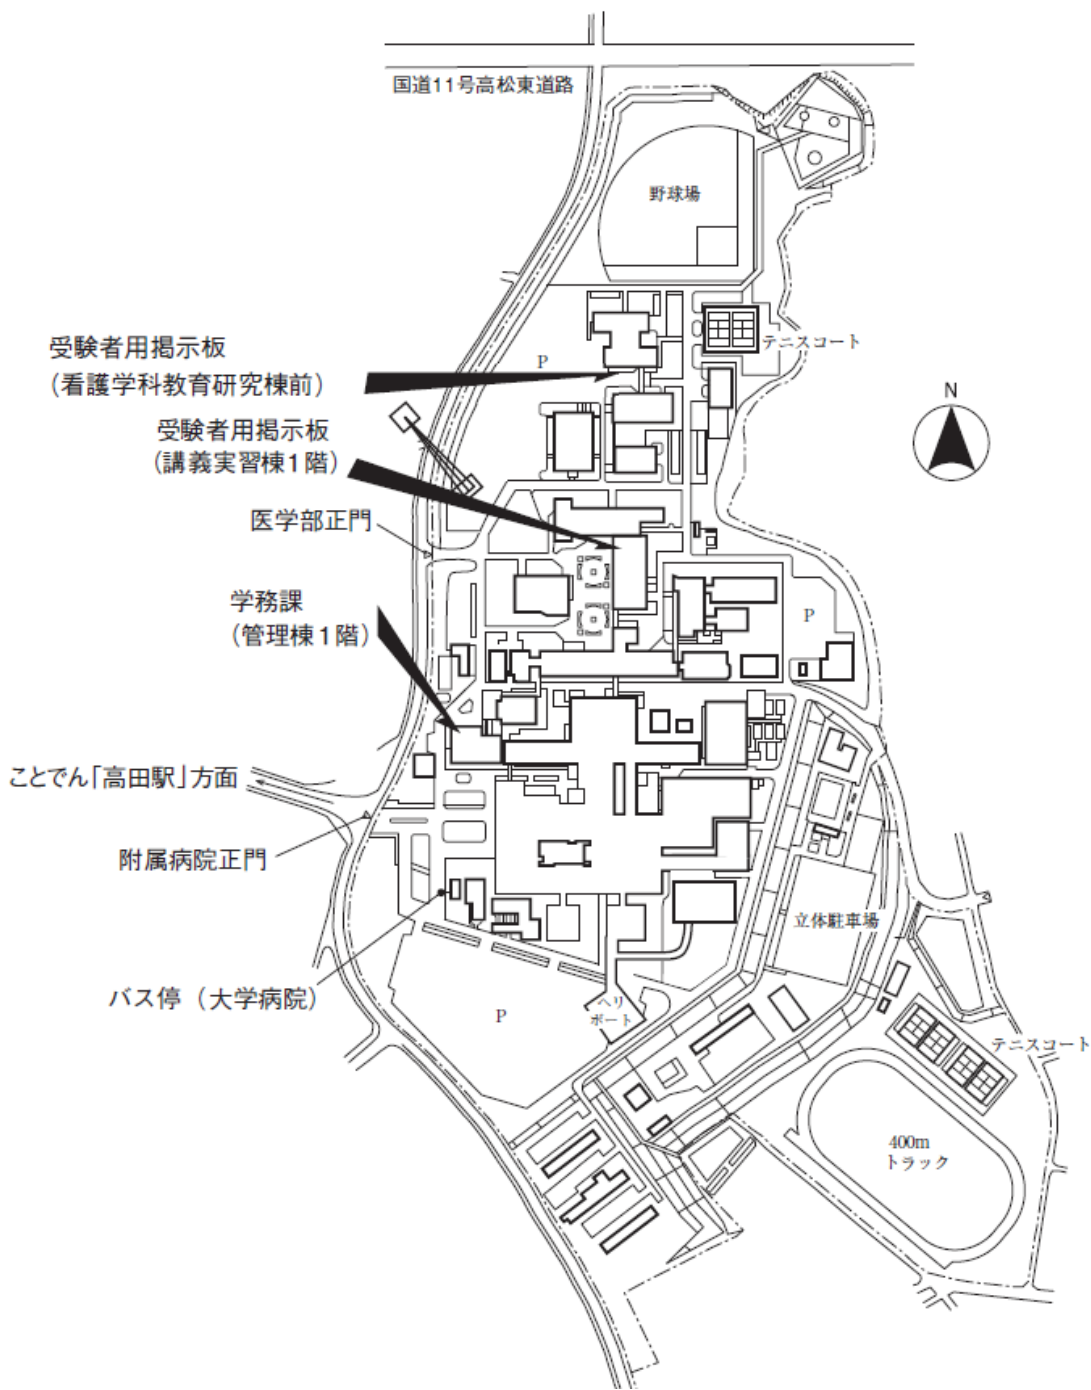 国道11号高松東道路
野球場
テニスコート
受験者用掲示板
(看護学科教育研究棟前)
P
N
受験者用掲示板
(講義実習棟1階)
医学部正門
学務課
(管理棟1階)
P
ことでん「高田駅」方面
附属病院正門
立体駐車場
バス停 (大学病院)
P
ヘリ
ポート
テニスコート
400m
トラック